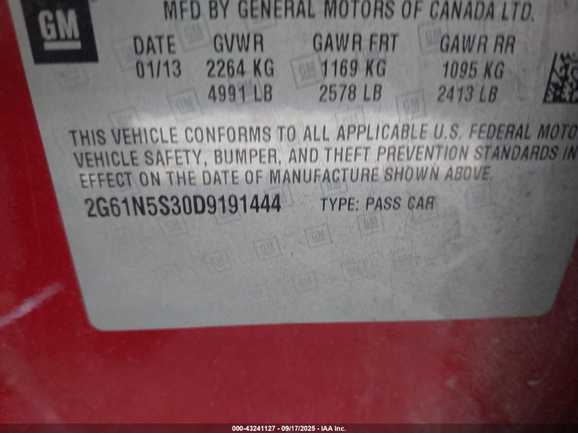 MFD BY GENERAL MOTORS OF CANADA LTD.
GM
DATE GVWR GAWR FRT GAWR RR
01/13 2264 KG 1169 KG 1095 KG
4991 LB 2578 LB 2413 LB
THIS VEHICLE CONFORMS TO ALL APPLICABLE U.S. FEDERAL MOTO
VEHICLE SAFETY, BUMPER, AND THEFT PREVENTION STANDARDS IN
EFFECT ON THE DATE OF MANUFACTURE SHOWN ABOVE.
2G61N5S30D9191444 TYPE: PASS CAR
000-43241127 - 09/17/2025 - IAA Inc.